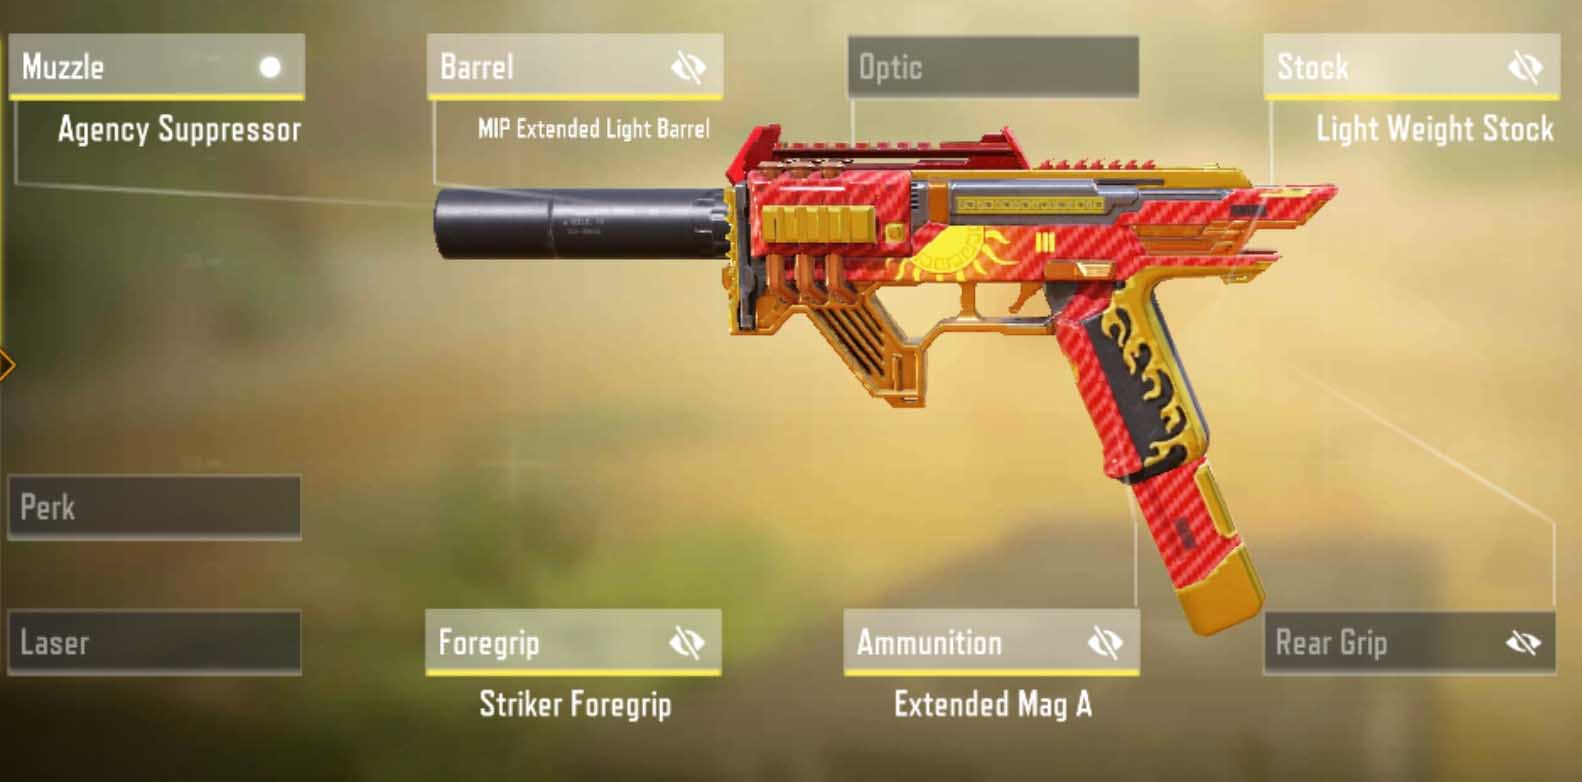 Muzzle
Barrel
Optic
Stock
Agency Suppressor
MIP Extended Light Barrel
Light Weight Stock
Perk
Laser
Foregrip
Ammunition
Rear Grip
Striker Foregrip
Extended Mag A